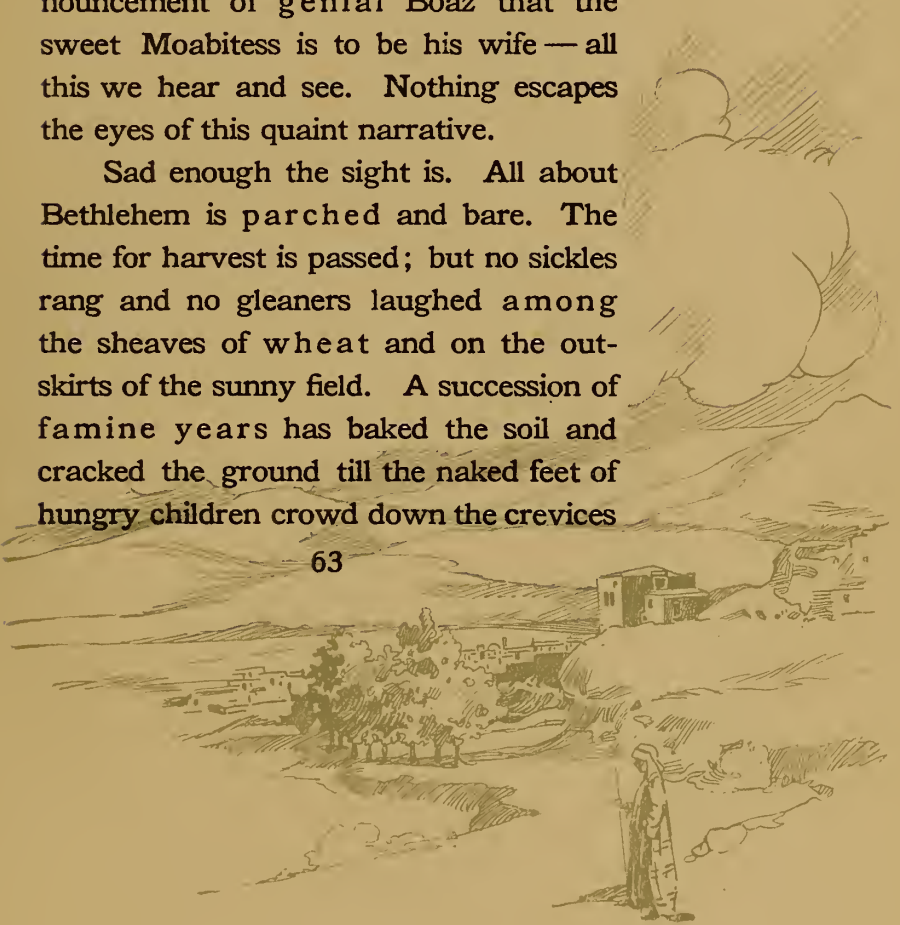 nouncement of genial Boaz that the
sweet Moabitess is to be his wife — all
this we hear and see. Nothing escapes
the eyes of this quaint narrative.
Sad enough the sight is. All about
Bethlehem is parched and bare. The
time for harvest is passed; but no sickles
rang and no gleaners laughed among
the sheaves of wheat and on the out-
skirts of the sunny field. A succession of
famine years has baked the soil and
cracked the ground till the naked feet of
hungry children crowd down the crevices
63